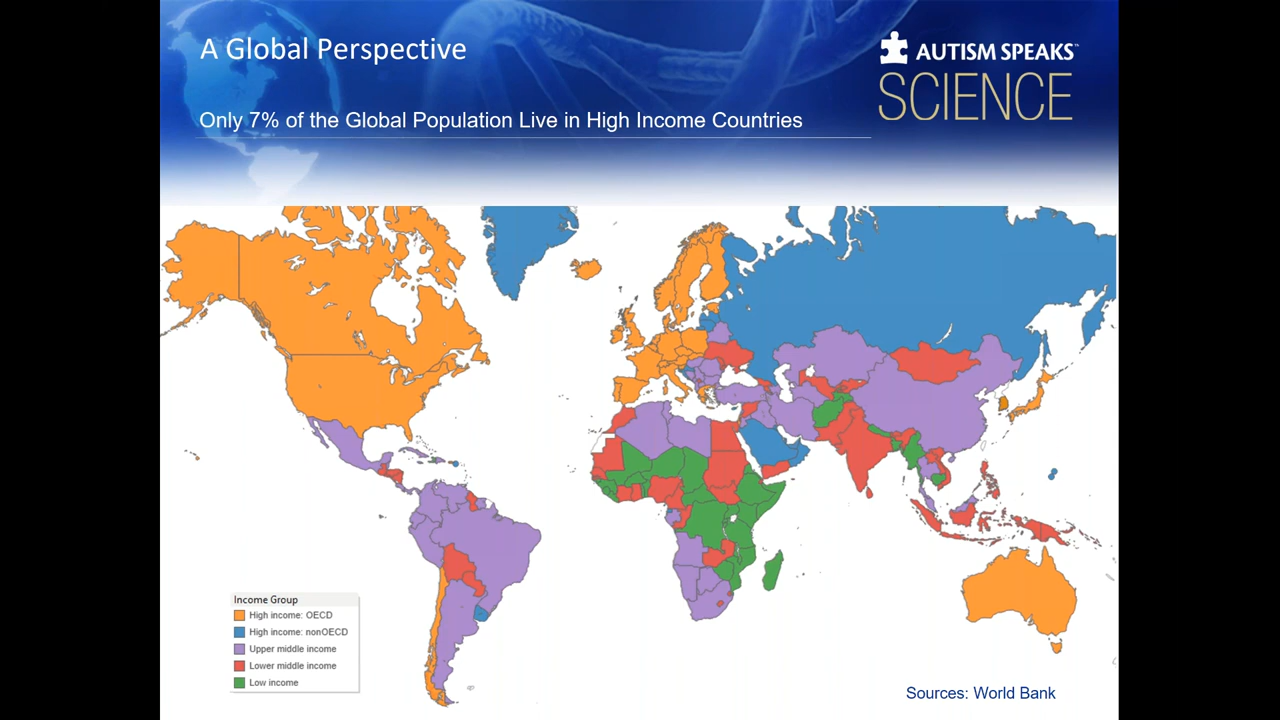 A Global Perspective
AUTISM SPEAKS™
SCIENCE
Only 7% of the Global Population Live in High Income Countries
Income Group
High income: OECD
High income: nonOECD
Upper middle income
Lower middle income
Low income
Sources: World Bank